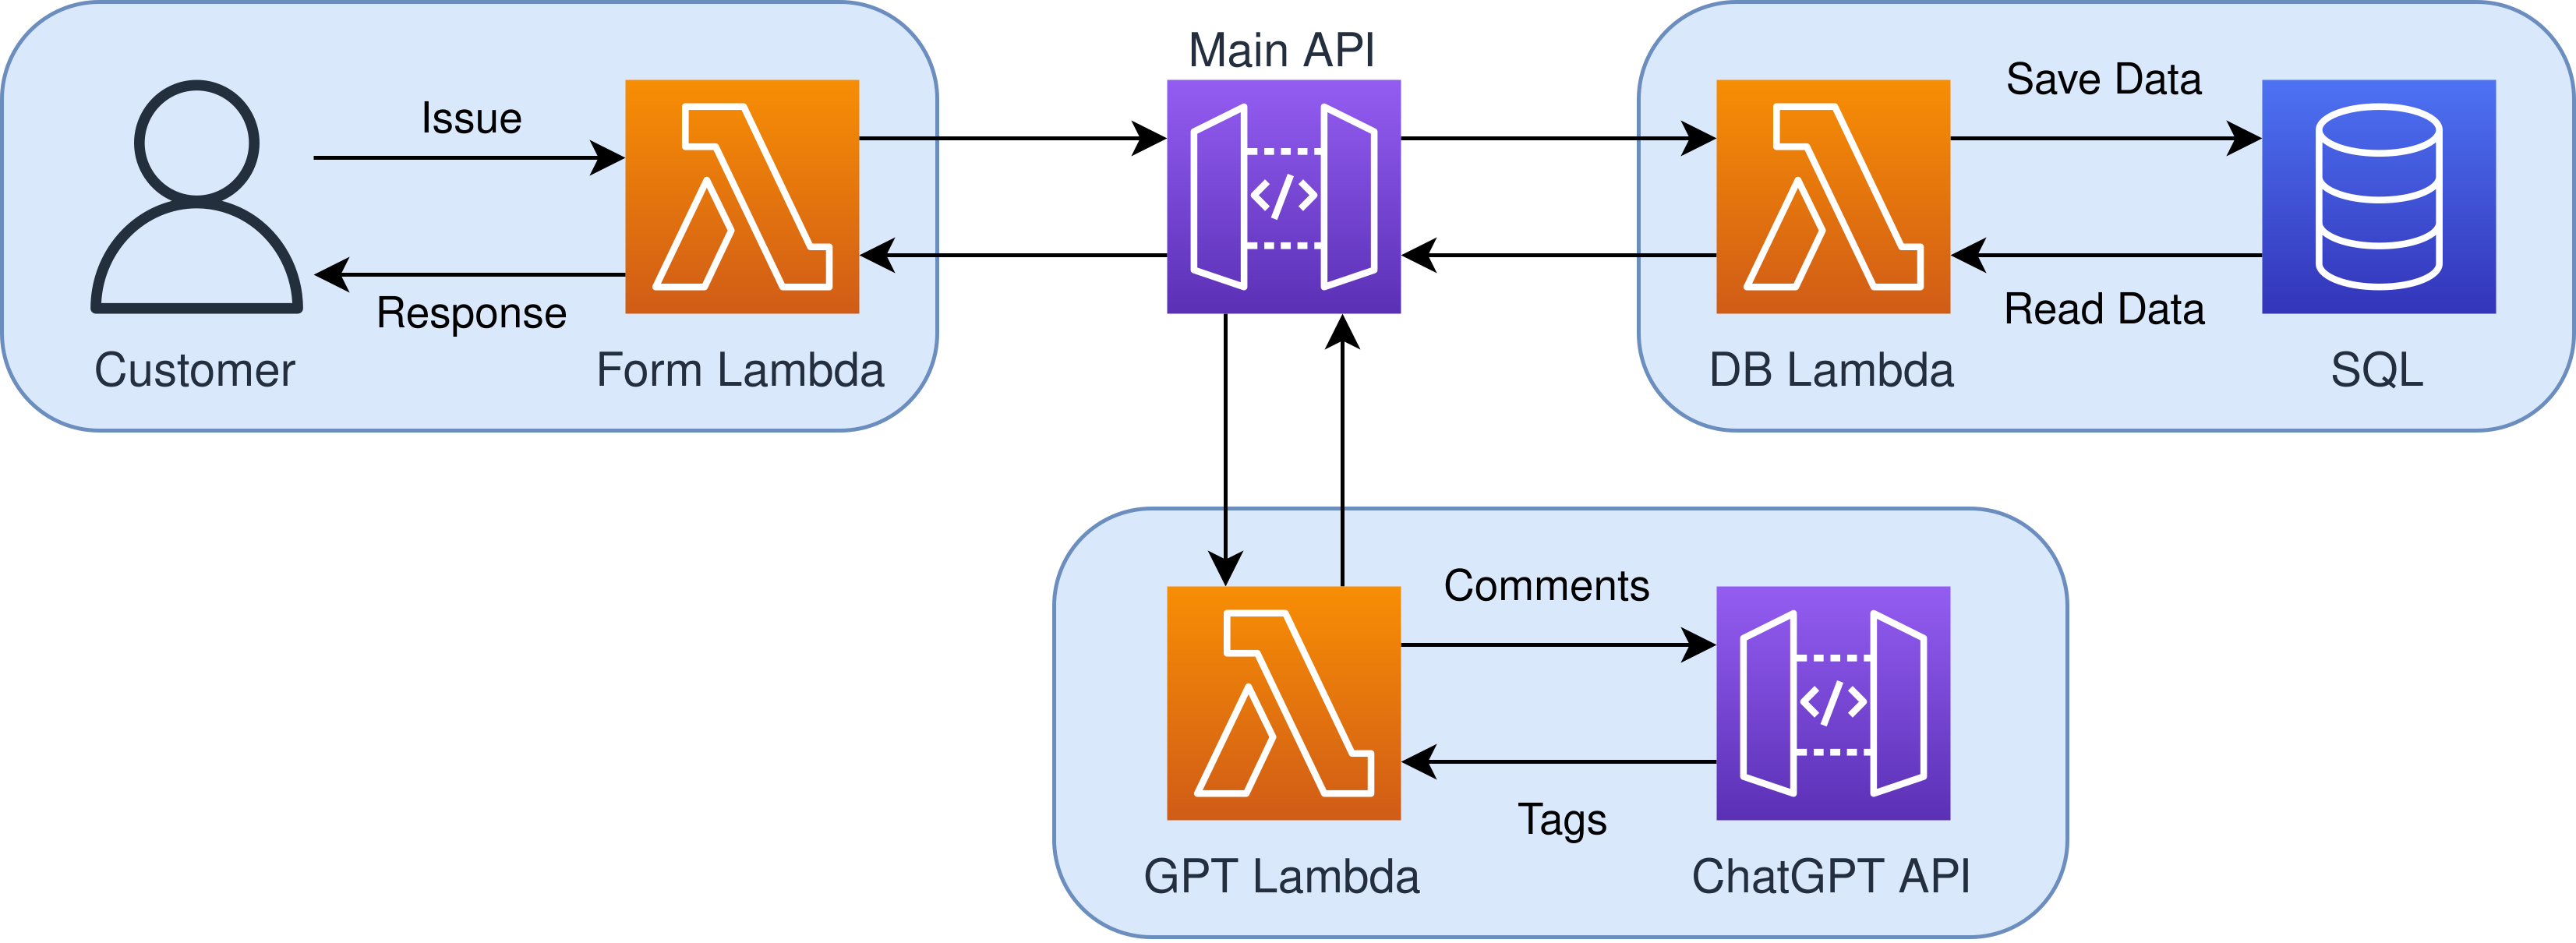 Main API
Issue
Response
Customer
Form Lambda
Save Data
Read Data
DB Lambda
SQL
Comments
Tags
GPT Lambda
ChatGPT API